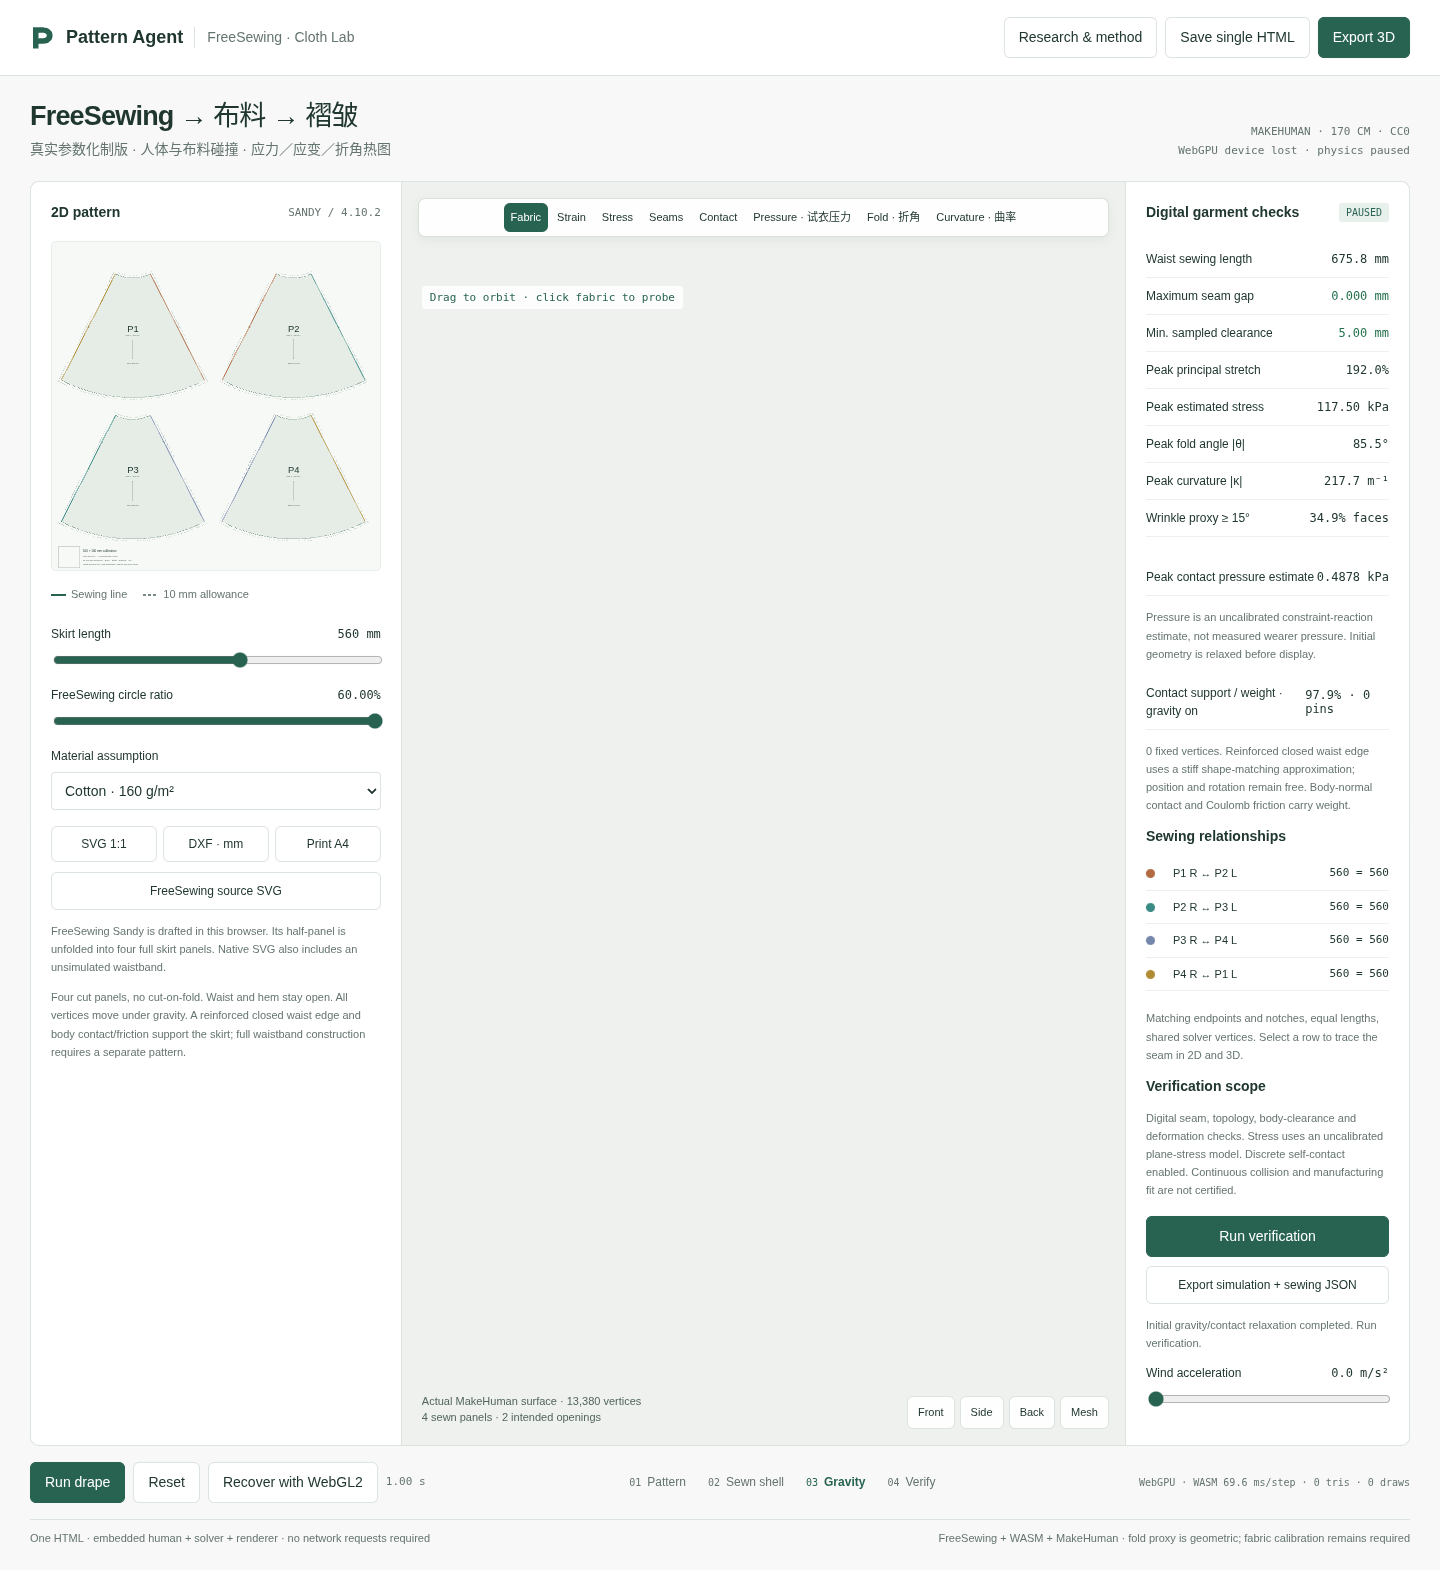 Pattern Agent
FreeSewing · Cloth Lab
Research & method
Save single HTML
Export 3D
FreeSewing → 布料 → 褶皱
真实参数化制版 · 人体与布料碰撞 · 应力／应变／折角热图
MAKEHUMAN · 170 CM · CC0
WebGPU device lost · physics paused
2D pattern
SANDY / 4.10.2
P1
P2
P3
P4
Sewing line
10 mm allowance
Skirt length
560 mm
FreeSewing circle ratio
60.00%
Material assumption
Cotton · 160 g/m²
SVG 1:1
DXF · mm
Print A4
FreeSewing source SVG
FreeSewing Sandy is drafted in this browser. Its half-panel is
unfolded into four full skirt panels. Native SVG also includes an
unsimulated waistband.
Four cut panels, no cut-on-fold. Waist and hem stay open. All
vertices move under gravity. A reinforced closed waist edge and
body contact/friction support the skirt; full waistband construction
requires a separate pattern.
Fabric
Strain
Stress
Seams
Contact
Pressure · 试衣压力
Fold · 折角
Curvature · 曲率
Drag to orbit · click fabric to probe
Actual MakeHuman surface · 13,380 vertices
4 sewn panels · 2 intended openings
Front
Side
Back
Mesh
Digital garment checks
PAUSED
Waist sewing length
675.8 mm
Maximum seam gap
0.000 mm
Min. sampled clearance
5.00 mm
Peak principal stretch
192.0%
Peak estimated stress
117.50 kPa
Peak fold angle |θ|
85.5°
Peak curvature |κ|
217.7 m⁻¹
Wrinkle proxy ≥ 15°
34.9% faces
Peak contact pressure estimate
0.4878 kPa
Pressure is an uncalibrated constraint-reaction
estimate, not measured wearer pressure. Initial
geometry is relaxed before display.
Contact support / weight ·
gravity on
97.9% · 0
pins
0 fixed vertices. Reinforced closed waist edge
uses a stiff shape-matching approximation;
position and rotation remain free. Body-normal
contact and Coulomb friction carry weight.
Sewing relationships
P1 R ↔ P2 L
560 = 560
P2 R ↔ P3 L
560 = 560
P3 R ↔ P4 L
560 = 560
P4 R ↔ P1 L
560 = 560
Matching endpoints and notches, equal lengths,
shared solver vertices. Select a row to trace the
seam in 2D and 3D.
Verification scope
Digital seam, topology, body-clearance and
deformation checks. Stress uses an uncalibrated
plane-stress model. Discrete self-contact
enabled. Continuous collision and manufacturing
fit are not certified.
Run verification
Export simulation + sewing JSON
Initial gravity/contact relaxation completed. Run
verification.
Wind acceleration
0.0 m/s²
Run drape
Reset
Recover with WebGL2
1.00 s
01 Pattern
02 Sewn shell
03 Gravity
04 Verify
WebGPU · WASM 69.6 ms/step · 0 tris · 0 draws
One HTML · embedded human + solver + renderer · no network requests required
FreeSewing + WASM + MakeHuman · fold proxy is geometric; fabric calibration remains required